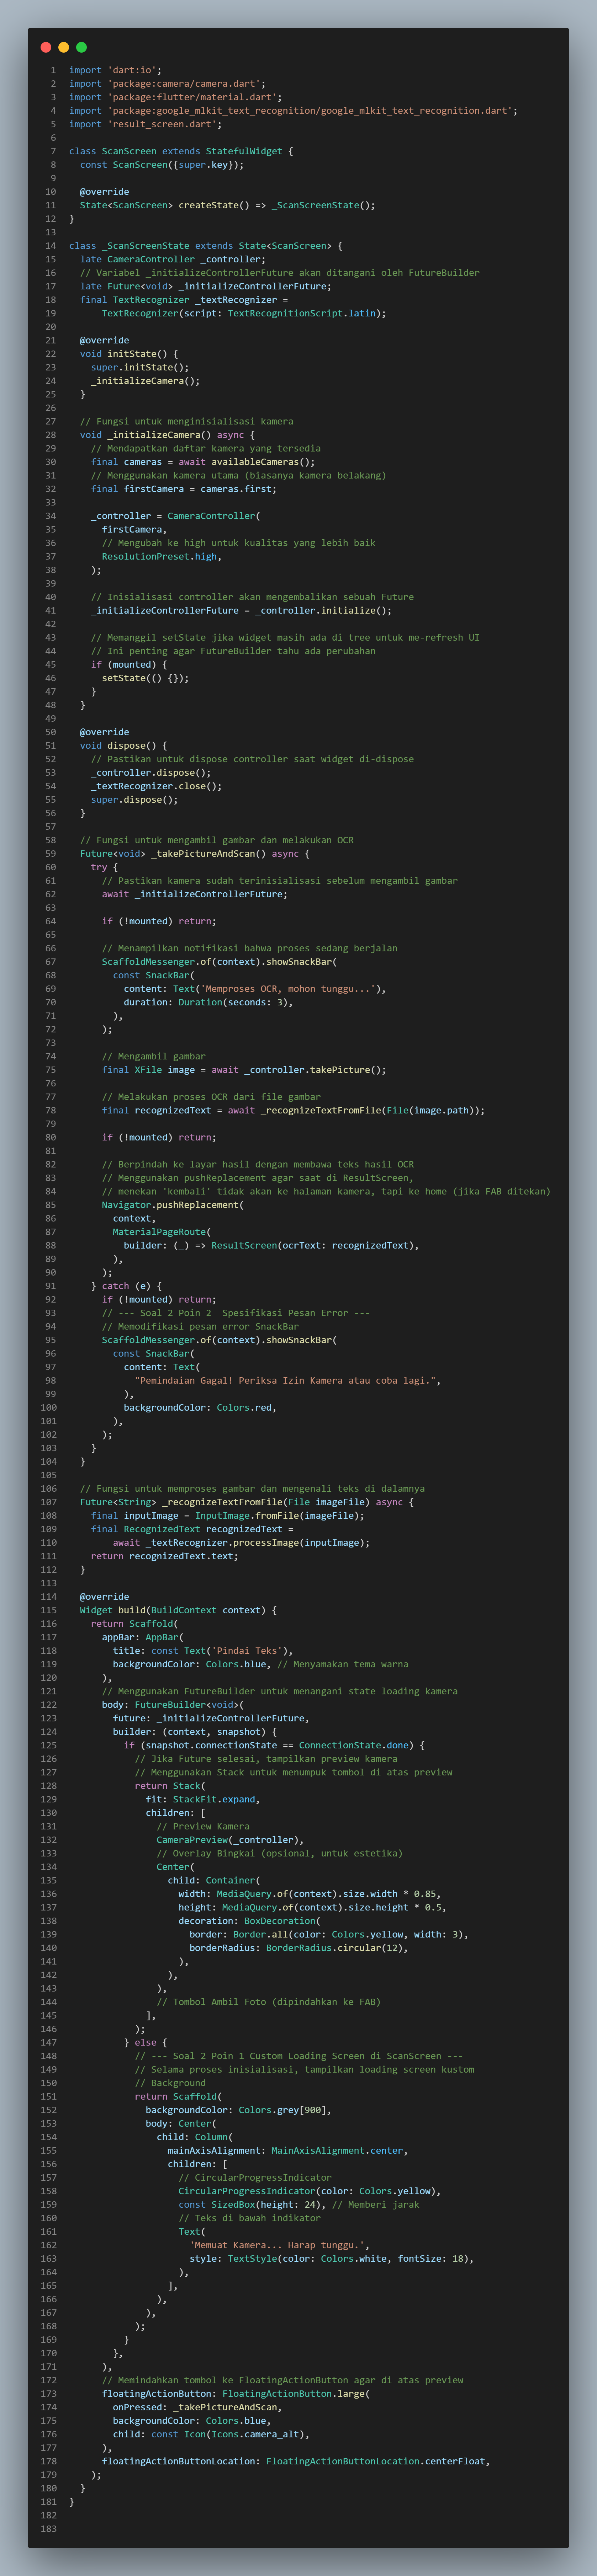 1 import 'dart:io';
2 import 'package:camera/camera.dart';
3 import 'package:flutter/material.dart';
4 import 'package:google_mlkit_text_recognition/google_mlkit_text_recognition.dart';
5 import 'result_screen.dart';
6
7 class ScanScreen extends StatefulWidget {
8   const ScanScreen({super.key});
9
10   @override
11   State<ScanScreen> createState() => _ScanScreenState();
12 }
13
14 class _ScanScreenState extends State<ScanScreen> {
15   late CameraController _controller;
16   // Variabel _initializeControllerFuture akan ditangani oleh FutureBuilder
17   late Future<void> _initializeControllerFuture;
18   final TextRecognizer _textRecognizer =
19       TextRecognizer(script: TextRecognitionScript.latin);
20
21   @override
22   void initState() {
23     super.initState();
24     _initializeCamera();
25   }
26
27   // Fungsi untuk menginisialisasi kamera
28   void _initializeCamera() async {
29     // Mendapatkan daftar kamera yang tersedia
30     final cameras = await availableCameras();
31     // Menggunakan kamera utama (biasanya kamera belakang)
32     final firstCamera = cameras.first;
33
34     _controller = CameraController(
35       firstCamera,
36       // Mengubah ke high untuk kualitas yang lebih baik
37       ResolutionPreset.high,
38     );
39
40     // Inisialisasi controller akan mengembalikan sebuah Future
41     _initializeControllerFuture = _controller.initialize();
42
43     // Memanggil setState jika widget masih ada di tree untuk me-refresh UI
44     // Ini penting agar FutureBuilder tahu ada perubahan
45     if (mounted) {
46       setState(() {});
47     }
48   }
49
50   @override
51   void dispose() {
52     // Pastikan untuk dispose controller saat widget di-dispose
53     _controller.dispose();
54     _textRecognizer.close();
55     super.dispose();
56   }
57
58   // Fungsi untuk mengambil gambar dan melakukan OCR
59   Future<void> _takePictureAndScan() async {
60     try {
61       // Pastikan kamera sudah terinisialisasi sebelum mengambil gambar
62       await _initializeControllerFuture;
63
64       if (!mounted) return;
65
66       // Menampilkan notifikasi bahwa proses sedang berjalan
67       ScaffoldMessenger.of(context).showSnackBar(
68         const SnackBar(
69           content: Text('Memproses OCR, mohon tunggu...'),
70           duration: Duration(seconds: 3),
71         ),
72       );
73
74       // Mengambil gambar
75       final XFile image = await _controller.takePicture();
76
77       // Melakukan proses OCR dari file gambar
78       final recognizedText = await _recognizeTextFromFile(File(image.path));
79
80       if (!mounted) return;
81
82       // Berpindah ke layar hasil dengan membawa teks hasil OCR
83       // Menggunakan pushReplacement agar saat di ResultScreen,
84       // menekan 'kembali' tidak akan ke halaman kamera, tapi ke home (jika FAB ditekan)
85       Navigator.pushReplacement(
86         context,
87         MaterialPageRoute(
88           builder: (_) => ResultScreen(ocrText: recognizedText),
89         ),
90       );
91     } catch (e) {
92       if (!mounted) return;
93       // --- Soal 2 Poin 2  Spesifikasi Pesan Error ---
94       // Memodifikasi pesan error SnackBar
95       ScaffoldMessenger.of(context).showSnackBar(
96         const SnackBar(
97           content: Text(
98             "Pemindaian Gagal! Periksa Izin Kamera atau coba lagi.",
99           ),
100           backgroundColor: Colors.red,
101         ),
102       );
103     }
104   }
105
106   // Fungsi untuk memproses gambar dan mengenali teks di dalamnya
107   Future<String> _recognizeTextFromFile(File imageFile) async {
108     final inputImage = InputImage.fromFile(imageFile);
109     final RecognizedText recognizedText =
110         await _textRecognizer.processImage(inputImage);
111     return recognizedText.text;
112   }
113
114   @override
115   Widget build(BuildContext context) {
116     return Scaffold(
117       appBar: AppBar(
118         title: const Text('Pindai Teks'),
119         backgroundColor: Colors.blue, // Menyamakan tema warna
120       ),
121       // Menggunakan FutureBuilder untuk menangani state loading kamera
122       body: FutureBuilder<void>(
123         future: _initializeControllerFuture,
124         builder: (context, snapshot) {
125           if (snapshot.connectionState == ConnectionState.done) {
126             // Jika Future selesai, tampilkan preview kamera
127             // Menggunakan Stack untuk menumpuk tombol di atas preview
128             return Stack(
129               fit: StackFit.expand,
130               children: [
131                 // Preview Kamera
132                 CameraPreview(_controller),
133                 // Overlay Bingkai (opsional, untuk estetika)
134                 Center(
135                   child: Container(
136                     width: MediaQuery.of(context).size.width * 0.85,
137                     height: MediaQuery.of(context).size.height * 0.5,
138                     decoration: BoxDecoration(
139                       border: Border.all(color: Colors.yellow, width: 3),
140                       borderRadius: BorderRadius.circular(12),
141                     ),
142                   ),
143                 ),
144                 // Tombol Ambil Foto (dipindahkan ke FAB)
145               ],
146             );
147           } else {
148             // --- Soal 2 Poin 1 Custom Loading Screen di ScanScreen ---
149             // Selama proses inisialisasi, tampilkan loading screen kustom
150             // Background
151             return Scaffold(
152               backgroundColor: Colors.grey[900],
153               body: Center(
154                 child: Column(
155                   mainAxisAlignment: MainAxisAlignment.center,
156                   children: [
157                     // CircularProgressIndicator
158                     CircularProgressIndicator(color: Colors.yellow),
159                     const SizedBox(height: 24), // Memberi jarak
160                     // Teks di bawah indikator
161                     Text(
162                       'Memuat Kamera... Harap tunggu.',
163                       style: TextStyle(color: Colors.white, fontSize: 18),
164                     ),
165                   ],
166                 ),
167               ),
168             );
169           }
170         },
171       ),
172       // Memindahkan tombol ke FloatingActionButton agar di atas preview
173       floatingActionButton: FloatingActionButton.large(
174         onPressed: _takePictureAndScan,
175         backgroundColor: Colors.blue,
176         child: const Icon(Icons.camera_alt),
177       ),
178       floatingActionButtonLocation: FloatingActionButtonLocation.centerFloat,
179     );
180   }
181 }
182
183